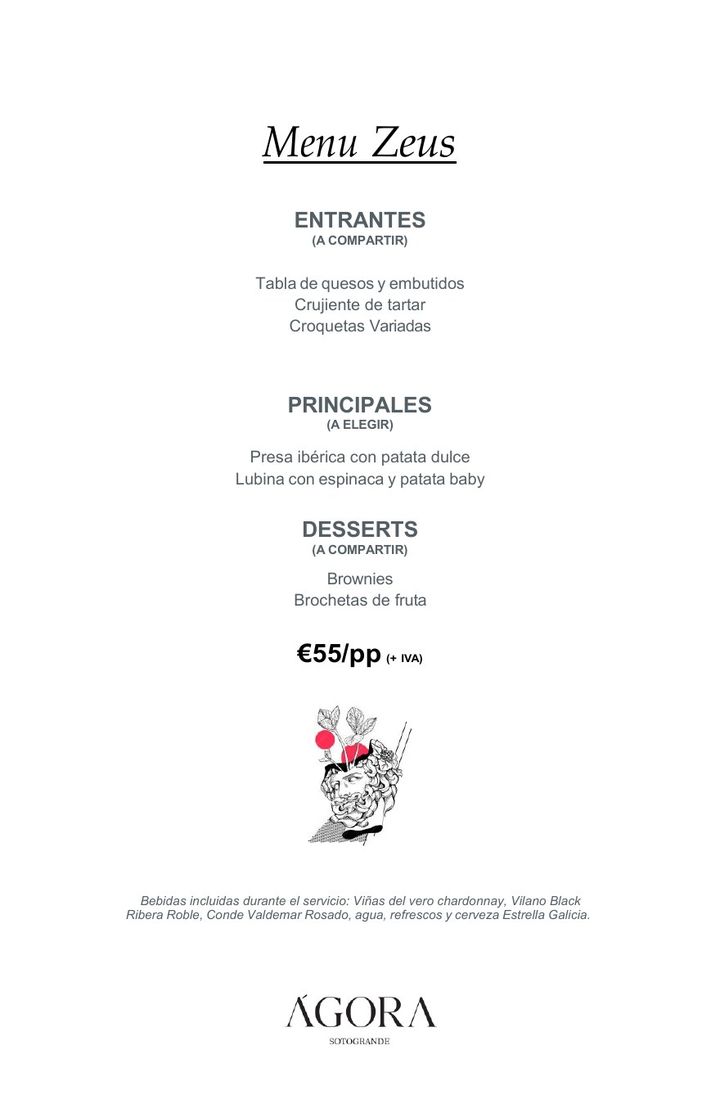 Menu Zeus
ENTRANTES
(A COMPARTIR)
Tabla de quesos y embutidos
Crujiente de tartar
Croquetas Variadas
PRINCIPALES
(A ELEGIR)
Presa ibérica con patata dulce
Lubina con espinaca y patata baby
DESSERTS
(A COMPARTIR)
Brownies
Brochetas de fruta
€55/pp (+ IVA)
Bebidas incluidas durante el servicio: Viñas del vero chardonnay, Vilano Black
Ribera Roble, Conde Valdemar Rosado, agua, refrescos y cerveza Estrella Galicia.
ÁGORA
SOTOGRANDE